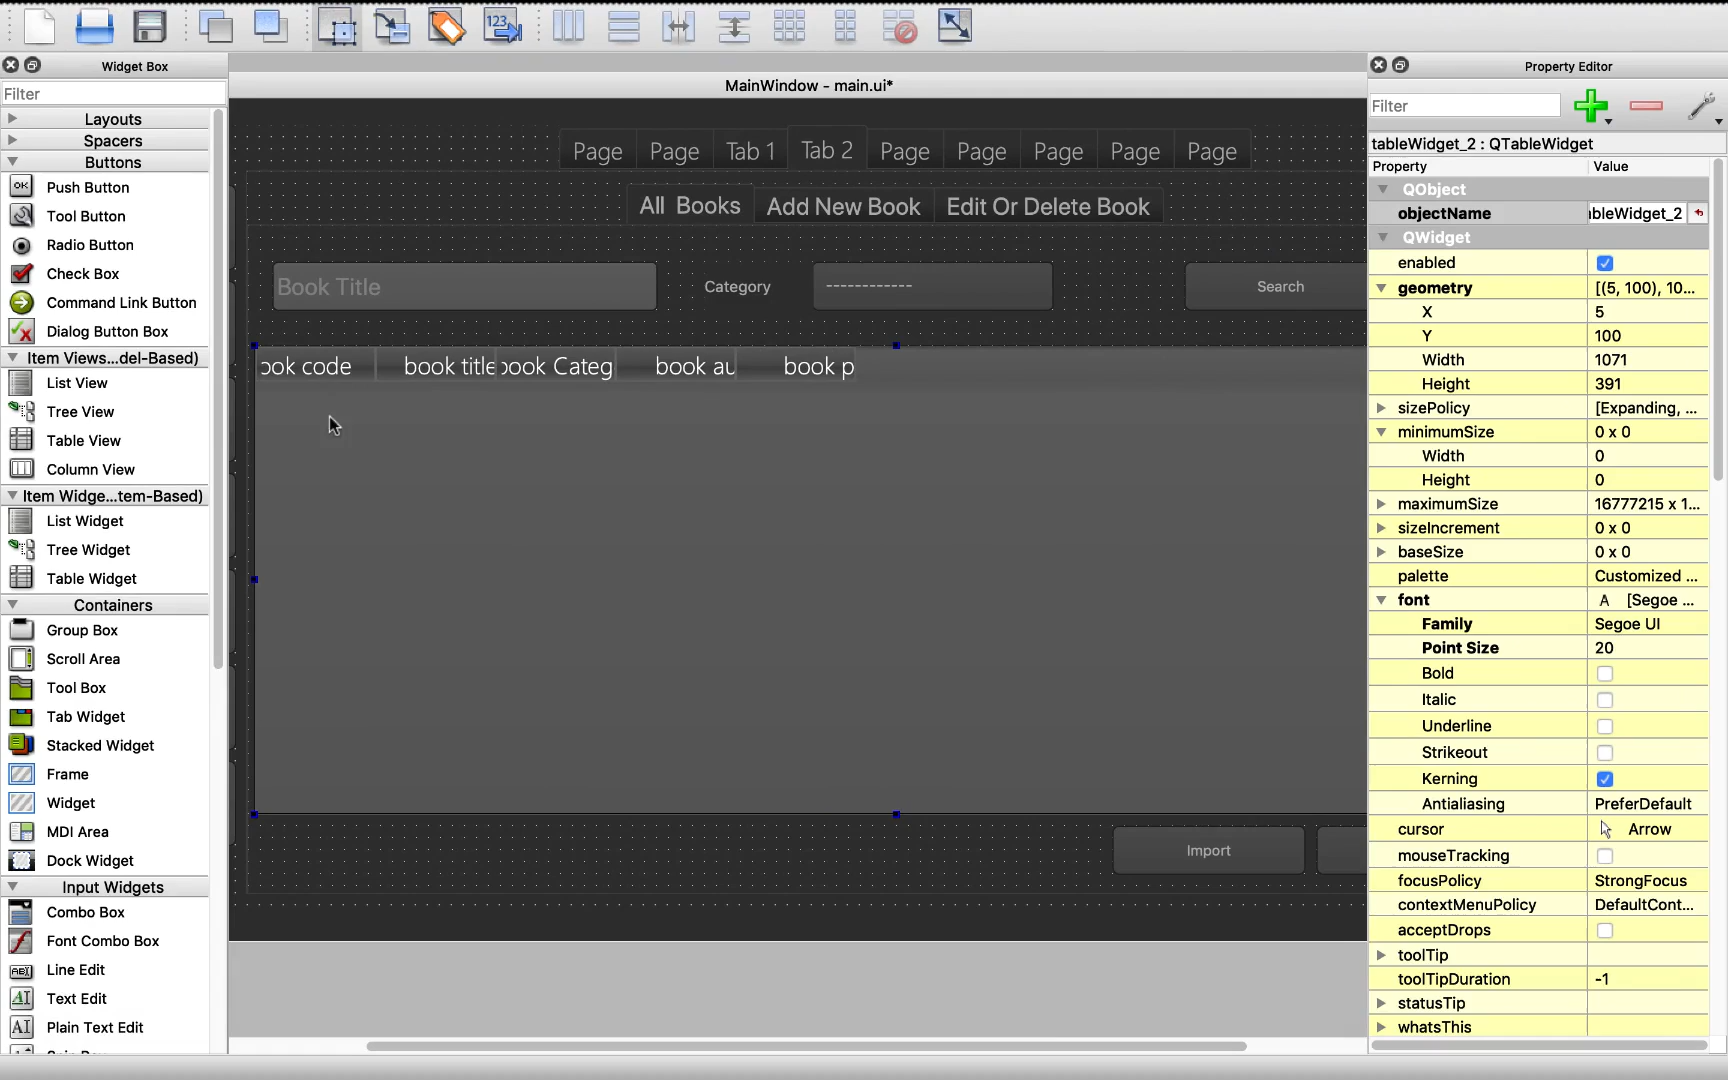 123
Widget Box
Filter
Layouts
Spacers
Buttons
OK Push Button
Tool Button
Radio Button
Check Box
Command Link Button
Dialog Button Box
Item Views...del-Based)
List View
Tree View
Table View
Column View
Item Widge...tem-Based)
List Widget
Tree Widget
Table Widget
Containers
Group Box
Scroll Area
Tool Box
Tab Widget
Stacked Widget
Frame
Widget
MDI Area
Dock Widget
Input Widgets
Combo Box
Font Combo Box
ABI Line Edit
AI Text Edit
AI Plain Text Edit
MainWindow - main.ui*
Page Page Tab 1 Tab 2 Page Page Page Page Page
All Books Add New Book Edit Or Delete Book
Book Title Category ------------ Search
ook code book title ook Categ book au book p
Import
Property Editor
Filter
tableWidget_2 : QTableWidget
Property Value
QObject
objectName ableWidget_2
QWidget
enabled
geometry [(5, 100), 10...
X 5
Y 100
Width 1071
Height 391
sizePolicy [Expanding, ...
minimumSize 0 x 0
Width 0
Height 0
maximumSize 16777215 x 1...
sizeIncrement 0 x 0
baseSize 0 x 0
palette Customized ...
font A [Segoe ...
Family Segoe UI
Point Size 20
Bold
Italic
Underline
Strikeout
Kerning
Antialiasing PreferDefault
cursor Arrow
mouseTracking
focusPolicy StrongFocus
contextMenuPolicy DefaultCont...
acceptDrops
toolTip
toolTipDuration -1
statusTip
whatsThis